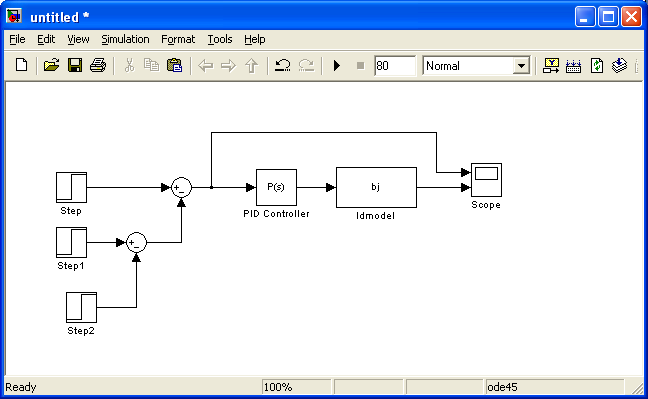 untitled *
File Edit View Simulation Format Tools Help
80 Normal
Step
+
−
P(s)
PID Controller
bj
Idmodel
Scope
Step1
+
−
Step2
Ready 100% ode45